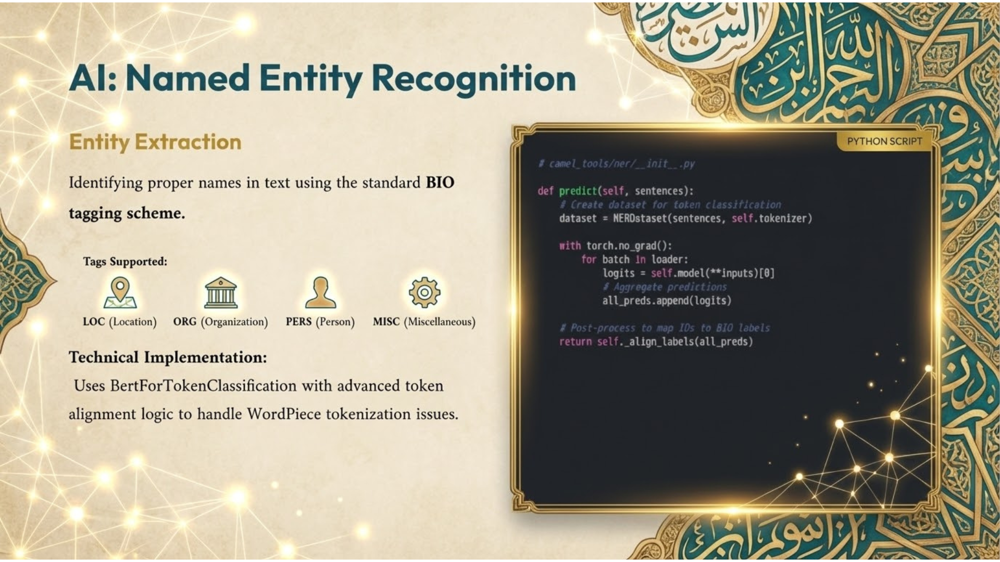 AI: Named Entity Recognition
Entity Extraction
Identifying proper names in text using the standard BIO
tagging scheme.
Tags Supported:
LOC (Location) ORG (Organization) PERS (Person) MISC (Miscellaneous)
Technical Implementation:
Uses BertForTokenClassification with advanced token
alignment logic to handle WordPiece tokenization issues.
PYTHON SCRIPT
# camel_tools/ner/__init__.py
def predict(self, sentences):
# Create dataset for token classification
dataset = NERDstaset(sentences, self.tokenizer)
with torch.no_grad():
for batch in loader:
logits = self.model(**inputs)[0]
# Aggregate predictions
all_preds.append(logits)
# Post-process to map IDs to BIO labels
return self._align_labels(all_preds)